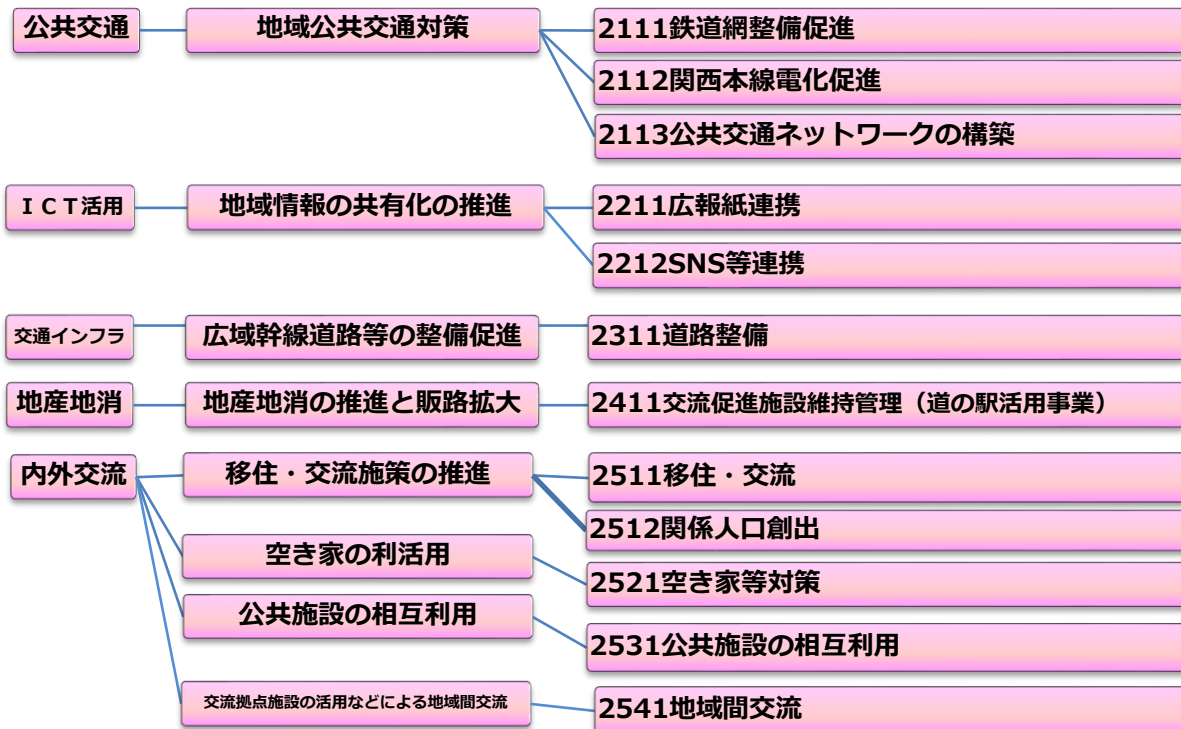 公共交通
地域公共交通対策
2111鉄道網整備促進
2112関西本線電化促進
2113公共交通ネットワークの構築
ＩＣＴ活用
地域情報の共有化の推進
2211広報紙連携
2212SNS等連携
交通インフラ
広域幹線道路等の整備促進
2311道路整備
地産地消
地産地消の推進と販路拡大
2411交流促進施設維持管理（道の駅活用事業）
内外交流
移住・交流施策の推進
2511移住・交流
2512関係人口創出
空き家の利活用
2521空き家等対策
公共施設の相互利用
2531公共施設の相互利用
交流拠点施設の活用などによる地域間交流
2541地域間交流